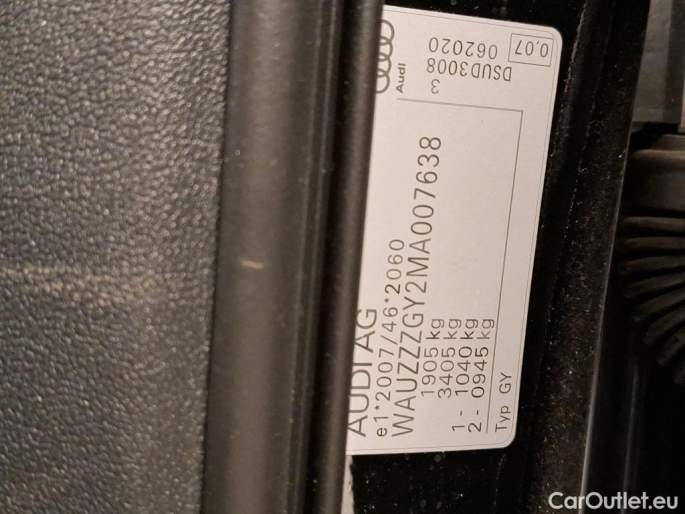 AUDI AG
e1*2007/46*2060
WAUZZZGY2MA007638
1905 kg
3405 kg
1 - 1040 kg
2 - 0945 kg
Typ GY
Audi
3
DSUD3008
062020
0.07
CarOutlet.eu